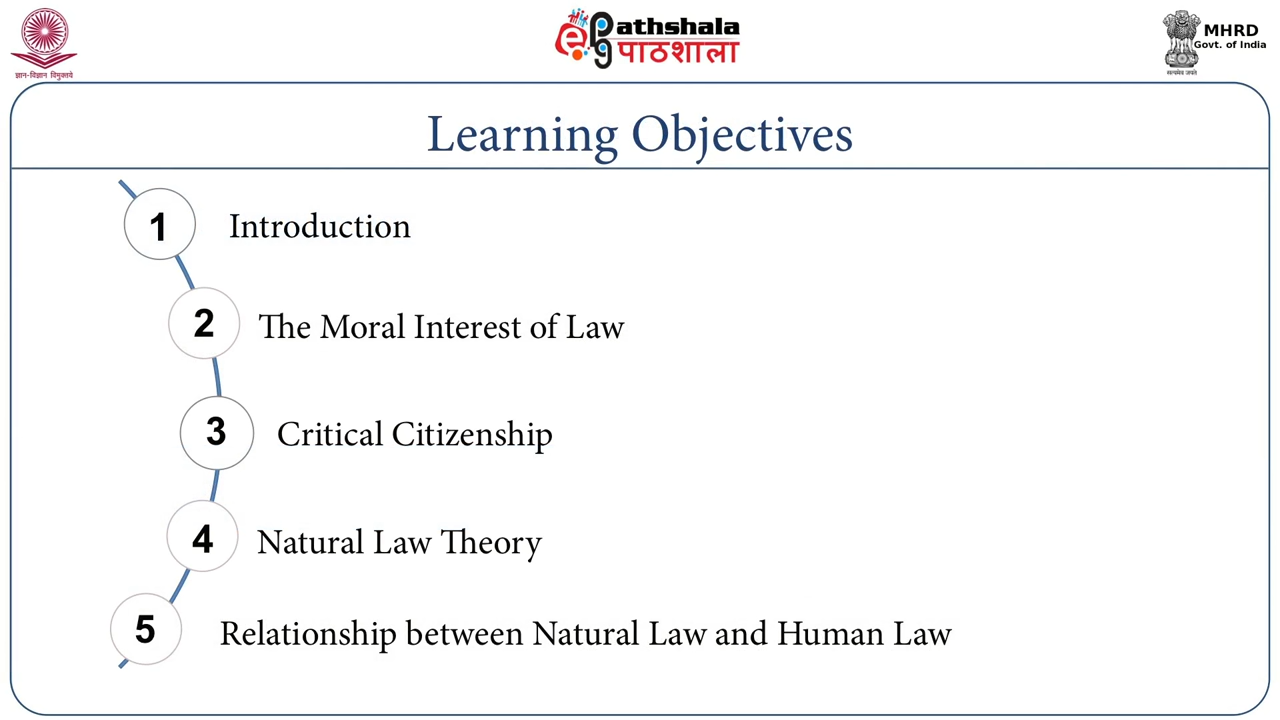 ज्ञान-विज्ञान विमुक्तये
ePg Pathshala
पाठशाला
MHRD
Govt. of India
सत्यमेव जयते
Learning Objectives
1 Introduction
2 The Moral Interest of Law
3 Critical Citizenship
4 Natural Law Theory
5 Relationship between Natural Law and Human Law